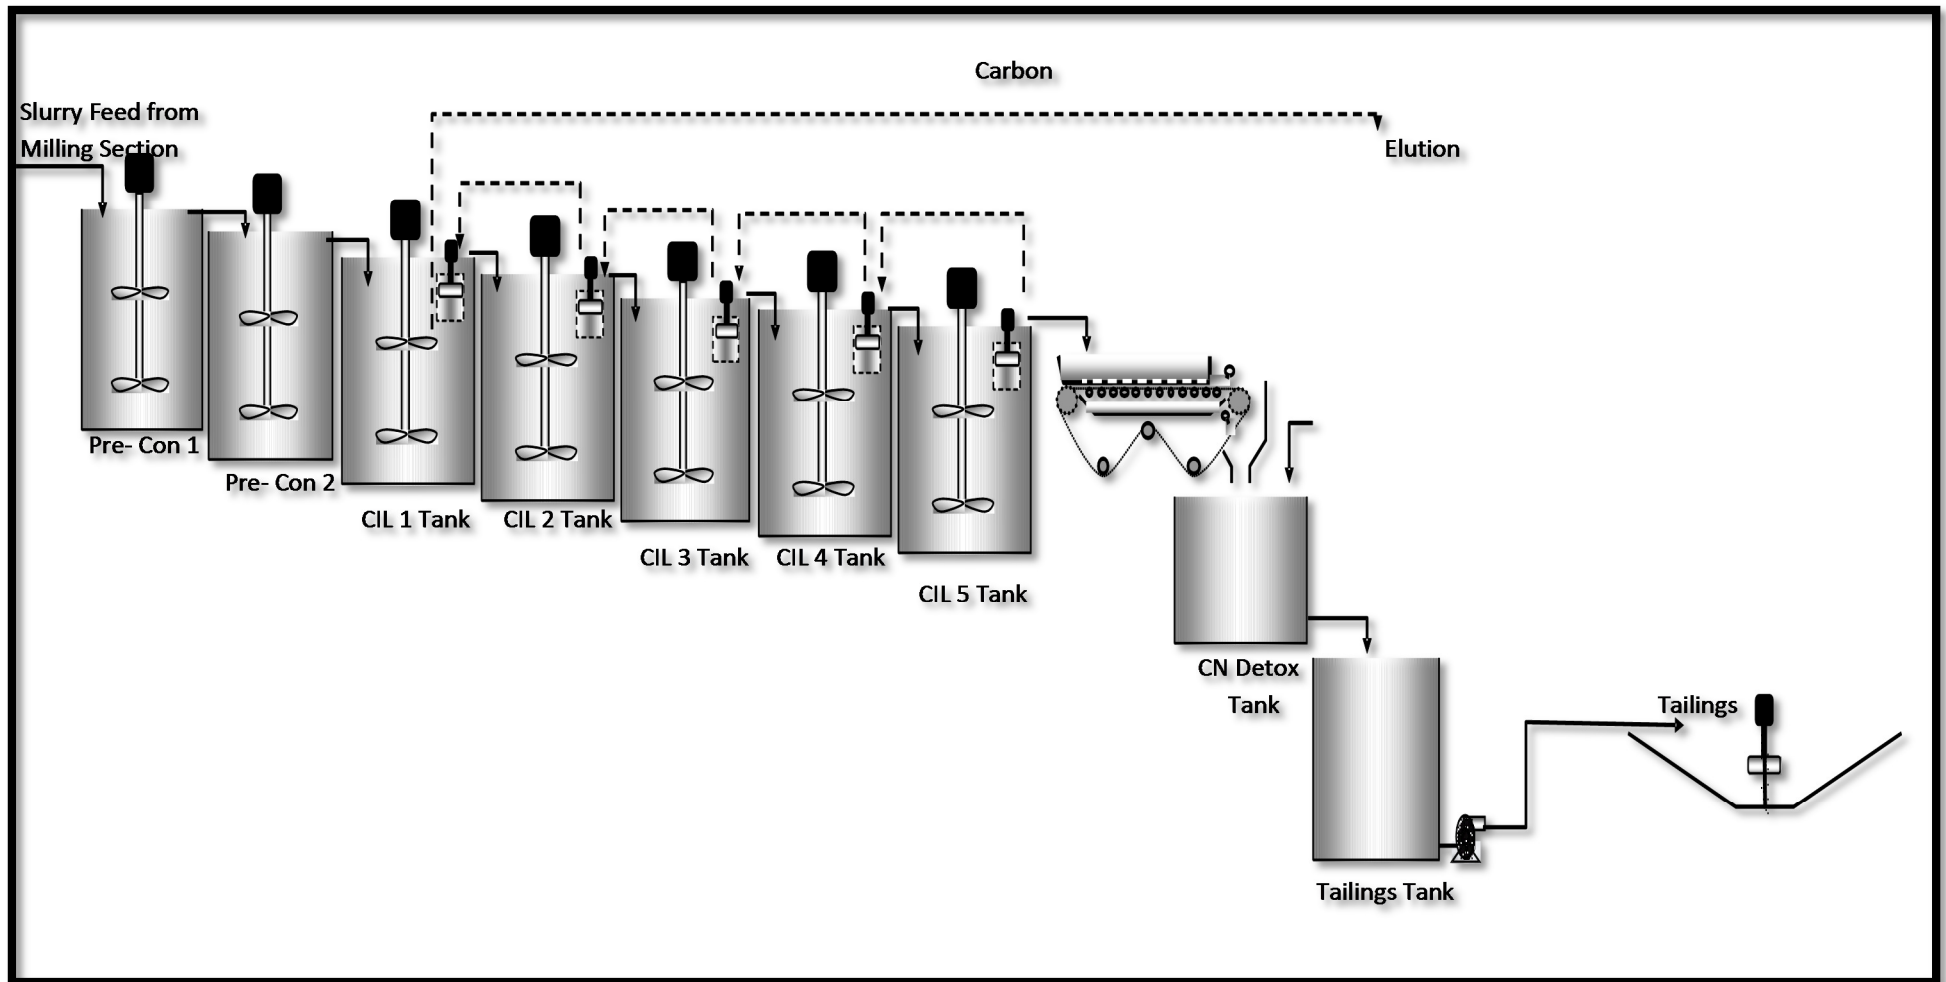 Carbon
Slurry Feed from
Milling Section
Elution
Pre- Con 1
Pre- Con 2
CIL 1 Tank
CIL 2 Tank
CIL 3 Tank
CIL 4 Tank
CIL 5 Tank
CN Detox
Tank
Tailings
Tailings Tank